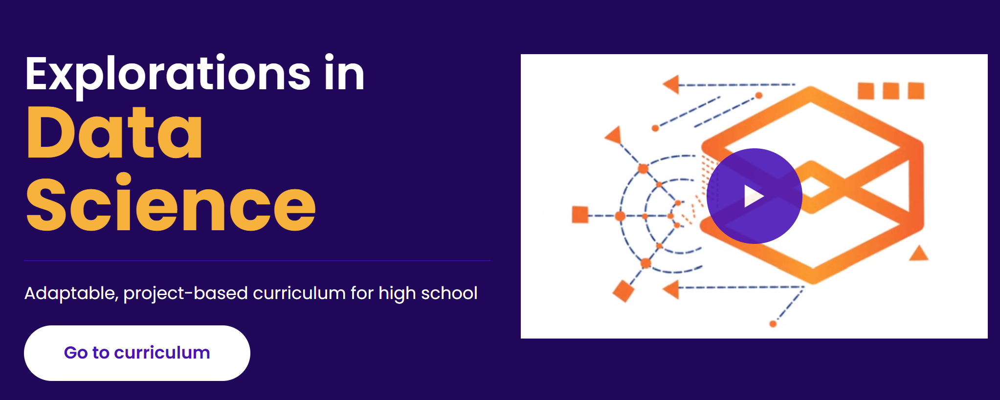 Explorations in
Data
Science
Adaptable, project-based curriculum for high school
Go to curriculum